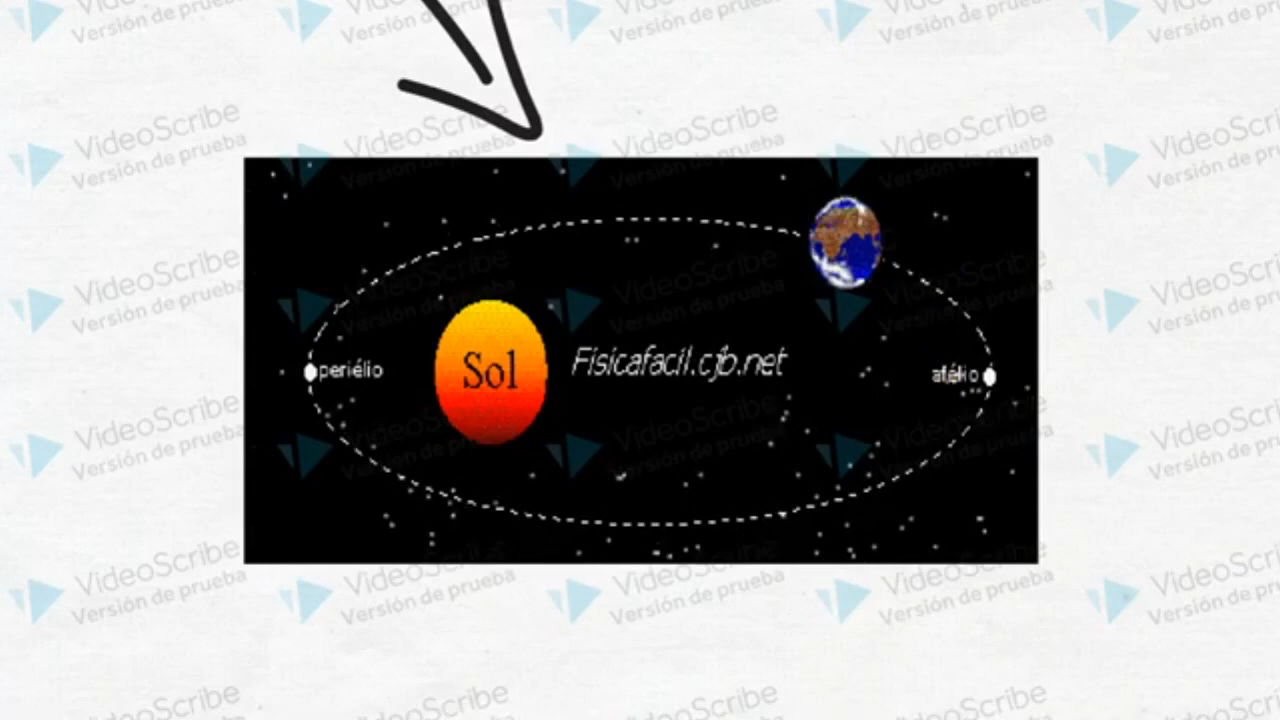 periélio
Sol
Fisicafacil.cjb.net
afélio
VideoScribe
Versión de prueba